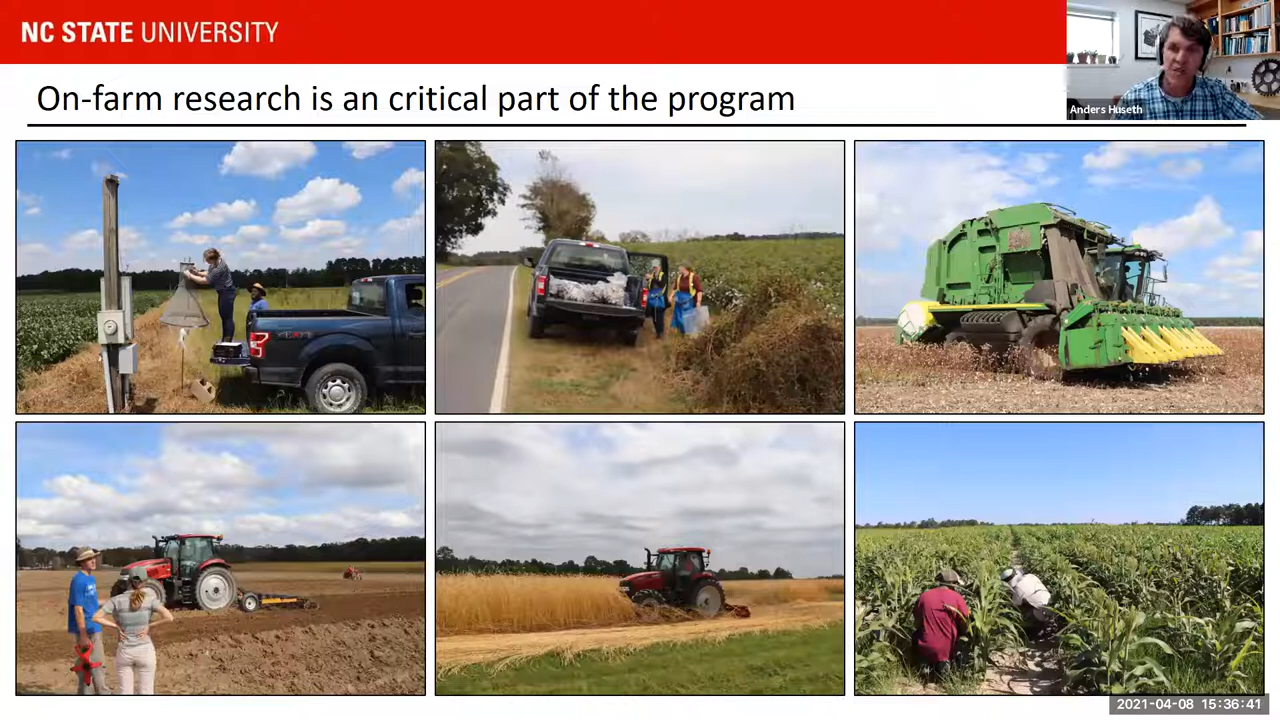 NC STATE UNIVERSITY
On-farm research is an critical part of the program
Anders Huseth
4x4
2021-04-08 15:36:41